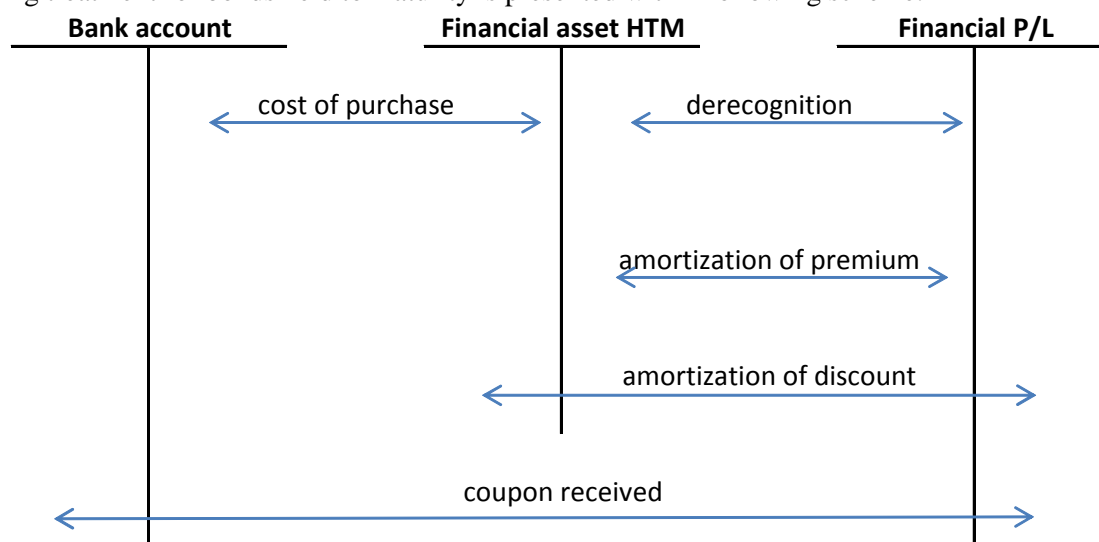 Bank account Financial asset HTM Financial P/L
cost of purchase derecognition
amortization of premium
amortization of discount
coupon received